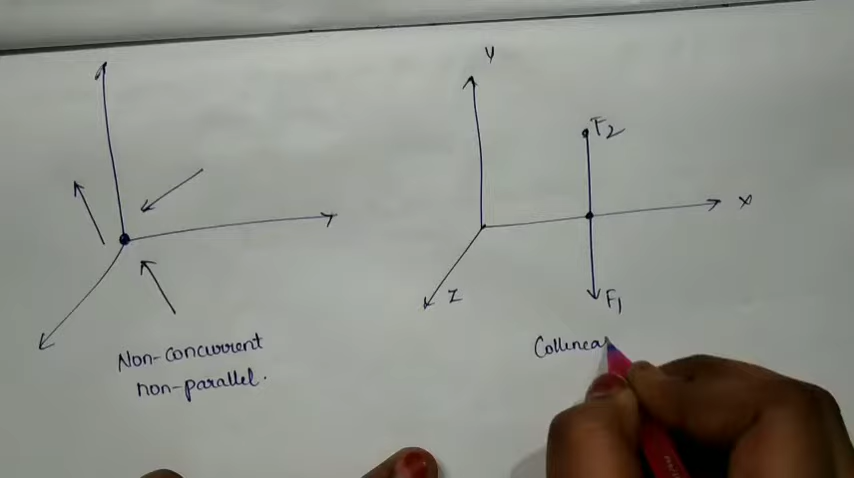 Y
F2
X
Z
F1
Non-concurrent
non-parallel.
Collinea